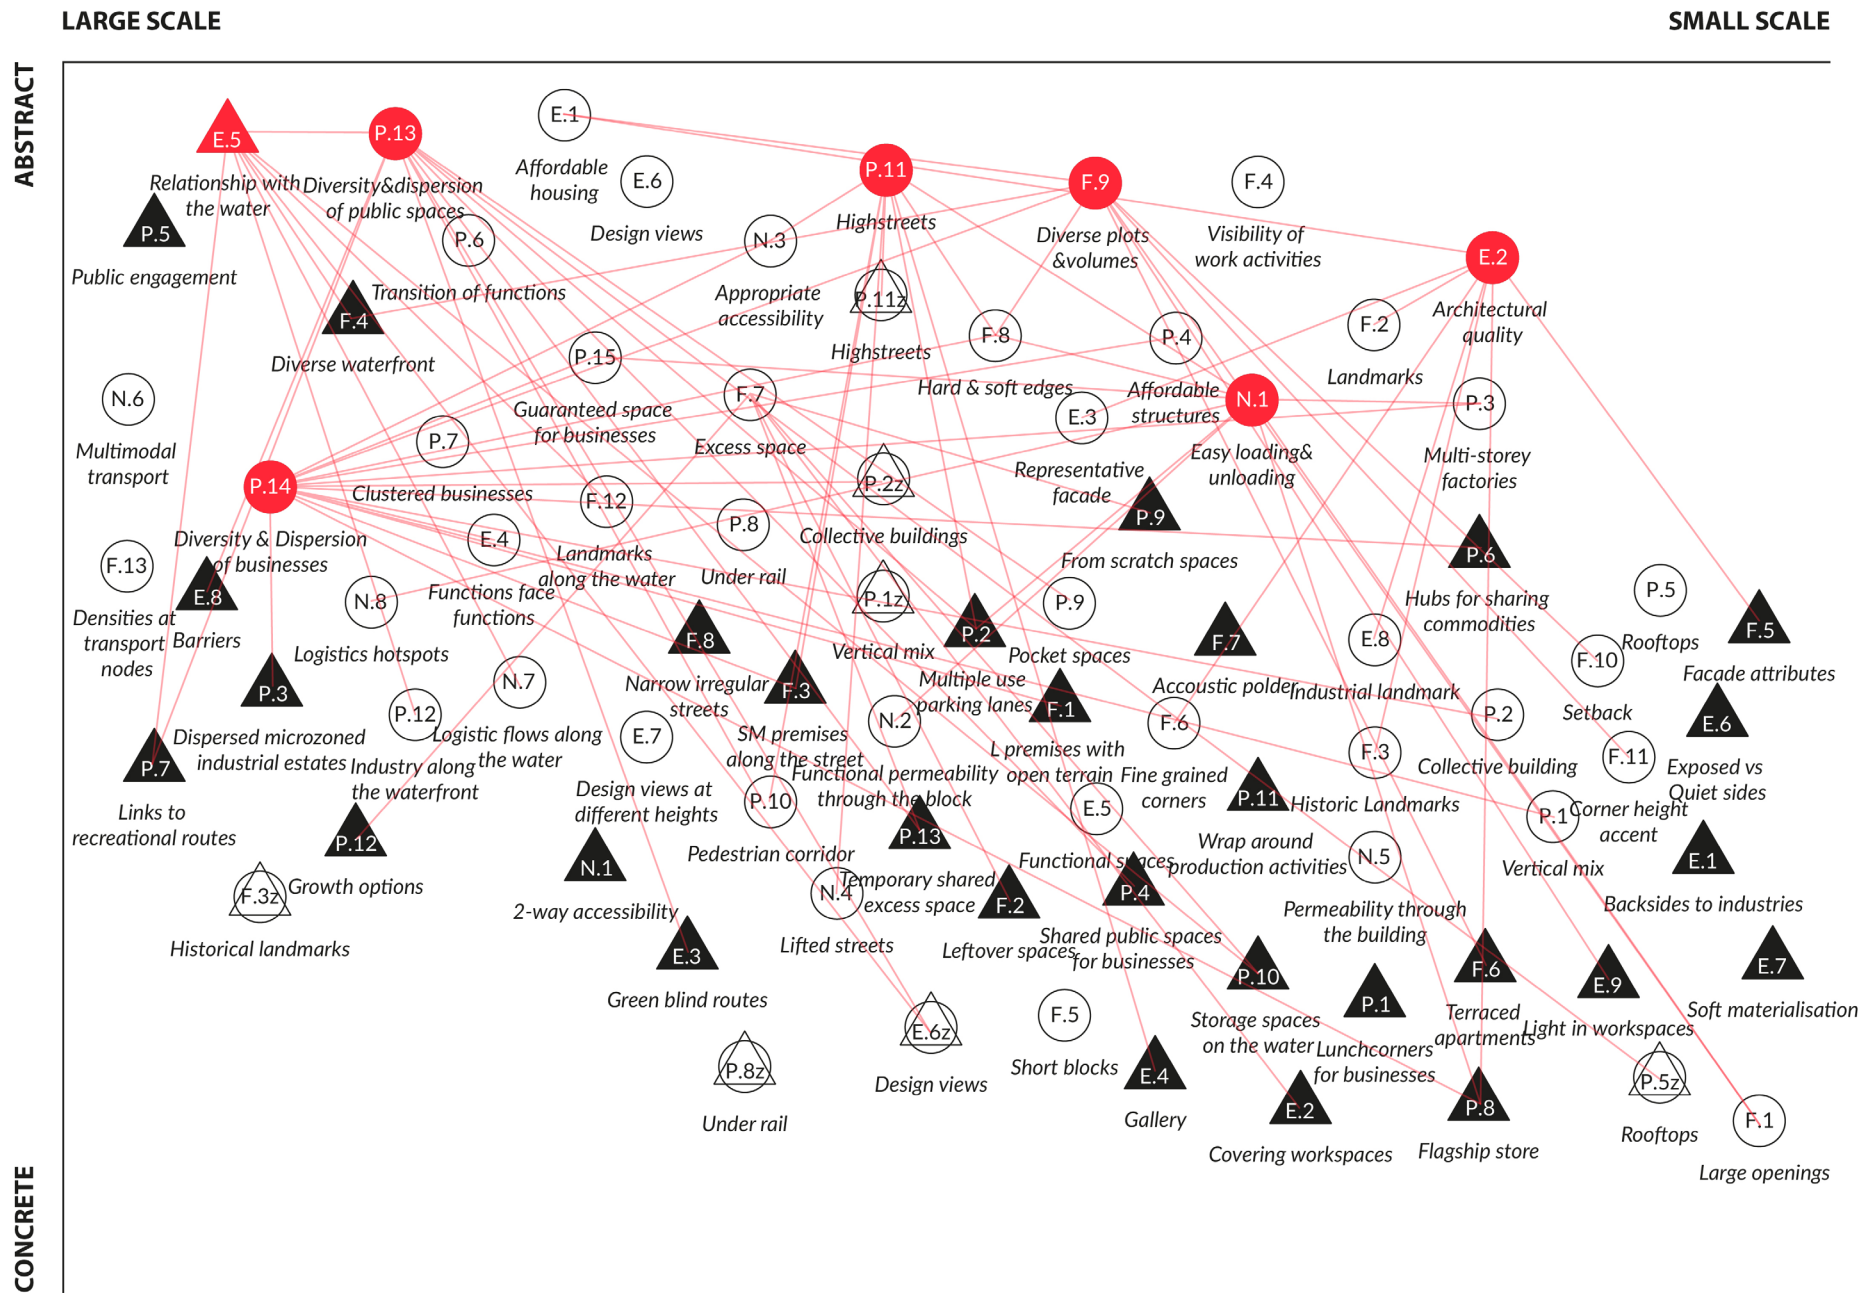 LARGE SCALE
SMALL SCALE
ABSTRACT
CONCRETE
E.5
Relationship with
the water
P.13
Diversity&dispersion
of public spaces
E.1
Affordable
housing
E.6
Design views
P.11
Highstreets
F.9
Diverse plots
&volumes
F.4
Visibility of
work activities
E.2
Architectural
quality
P.5
Public engagement
P.6
Transition of functions
N.3
Appropriate
accessibility
P.11z
Highstreets
F.4
Diverse waterfront
P.15
Guaranteed space
for businesses
F.8
Hard & soft edges
P.4
Affordable
structures
F.2
Landmarks
N.6
Multimodal
transport
F.7
Excess space
E.3
Representative
facade
N.1
Easy loading&
unloading
P.3
Multi-storey
factories
P.7
Clustered businesses
P.14
Diversity & Dispersion
of businesses
F.12
Landmarks
along the water
P.2z
Collective buildings
P.9
From scratch spaces
P.8
Under rail
E.4
Functions face
functions
P.6
Hubs for sharing
commodities
F.13
Densities at
transport
nodes
E.8
Barriers
N.8
Logistics hotspots
P.1z
Vertical mix
P.9
Pocket spaces
P.5
Rooftops
F.5
Facade attributes
F.8
Narrow irregular
streets
P.2
Multiple use
parking lanes
F.7
Accoustic polder
E.8
Industrial landmark
F.10
Setback
P.3
Dispersed microzoned
industrial estates
N.7
Logistic flows along
the water
F.3
SM premises
along the street
F.1
L premises with
open terrain
P.12
Industry along
the waterfront
E.7
Design views at
different heights
N.2
Functional permeability
through the block
F.6
Fine grained
corners
P.2
Collective building
E.6
Exposed vs
Quiet sides
P.7
Links to
recreational routes
F.3
Historic Landmarks
F.11
Corner height
accent
P.10
Pedestrian corridor
E.5
Functional spaces
P.11
Wrap around
production activities
P.1
Vertical mix
P.12
Growth options
P.13
Temporary shared
excess space
N.1
2-way accessibility
N.5
Permeability through
the building
E.1
Backsides to industries
F.3z
Historical landmarks
N.4
Lifted streets
F.2
Leftover spaces
P.4
Shared public spaces
for businesses
E.3
Green blind routes
P.10
Storage spaces
on the water
P.1
Lunchcorners
for businesses
F.6
Terraced
apartments
E.9
Light in workspaces
E.7
Soft materialisation
E.6z
Design views
F.5
Short blocks
P.8z
Under rail
E.4
Gallery
E.2
Covering workspaces
P.8
Flagship store
P.5z
Rooftops
F.1
Large openings